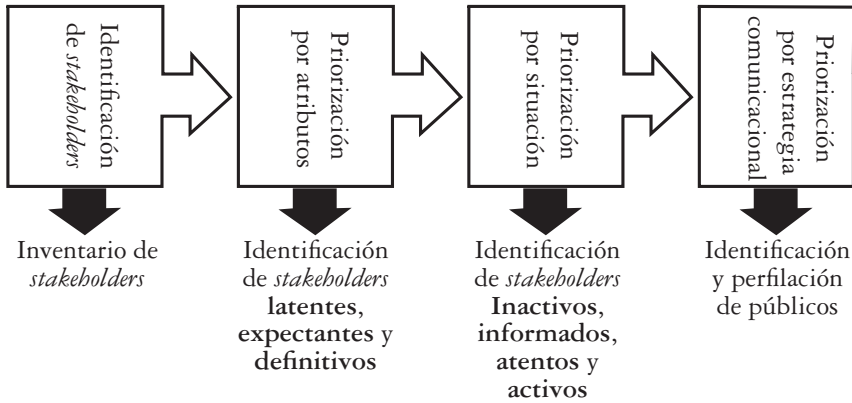 Identificación
de stakeholders
Priorización
por atributos
Priorización
por situación
Priorización
por estrategia
comunicacional
Inventario de
stakeholders
Identificación
de stakeholders
latentes,
expectantes y
definitivos
Identificación
de stakeholders
Inactivos,
informados,
atentos y
activos
Identificación
y perfilación
de públicos